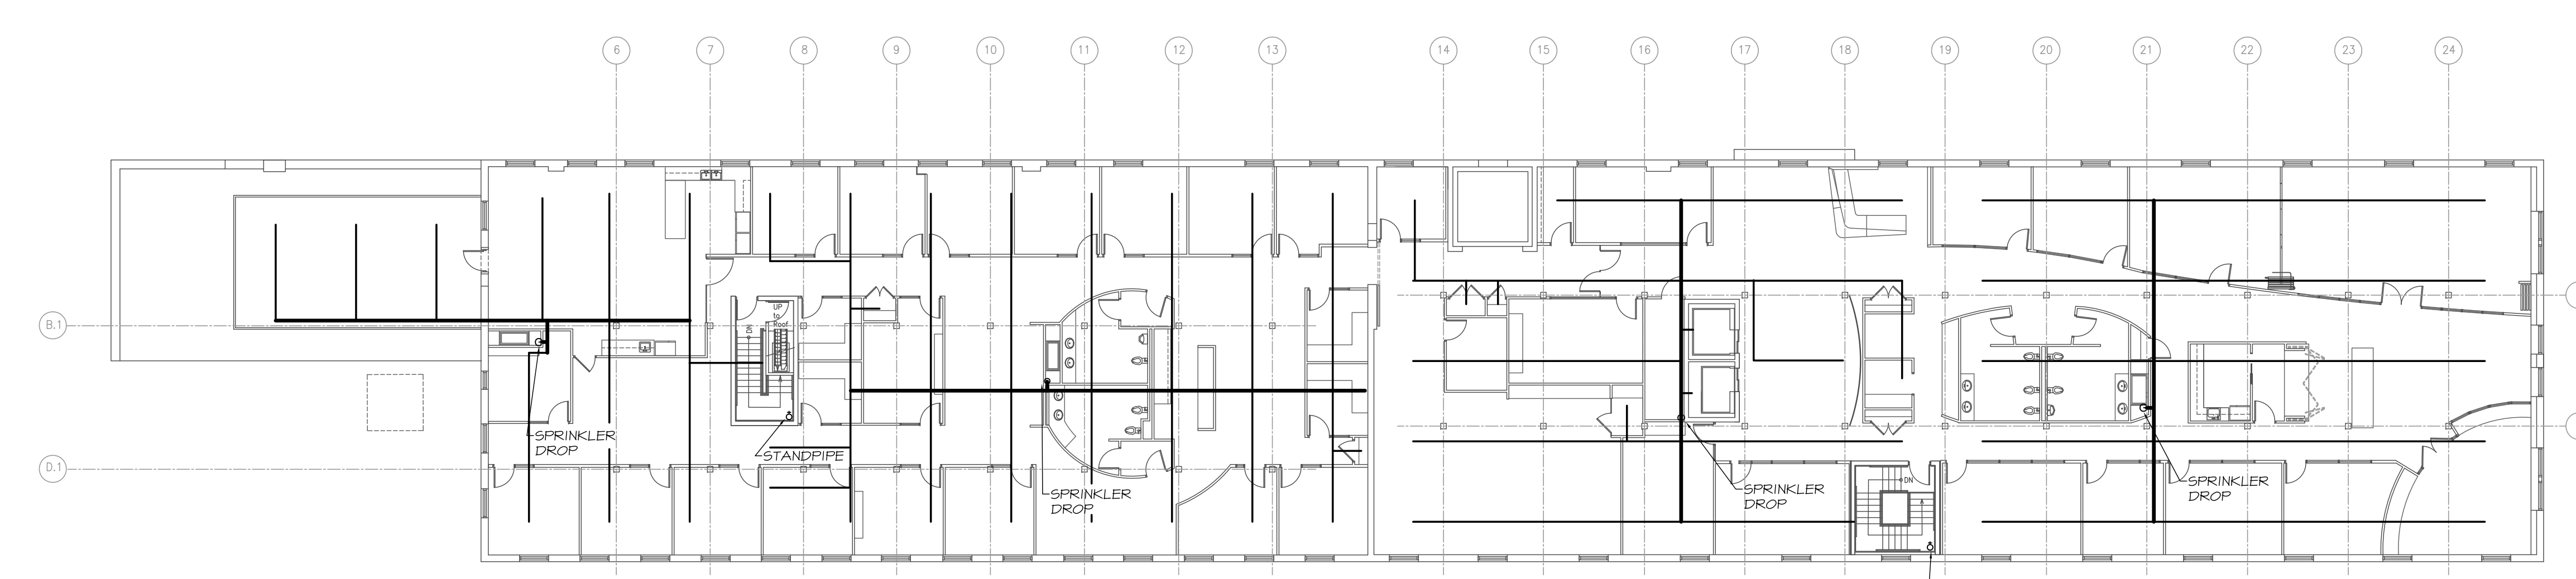 6 7 8 9 10 11 12 13 14 15 16 17 18 19 20 21 22 23 24
UP
to
Roof
DN
B.1
SPRINKLER
DROP
STANDPIPE
D.1
SPRINKLER
DROP
SPRINKLER
DROP
DN
SPRINKLER
DROP